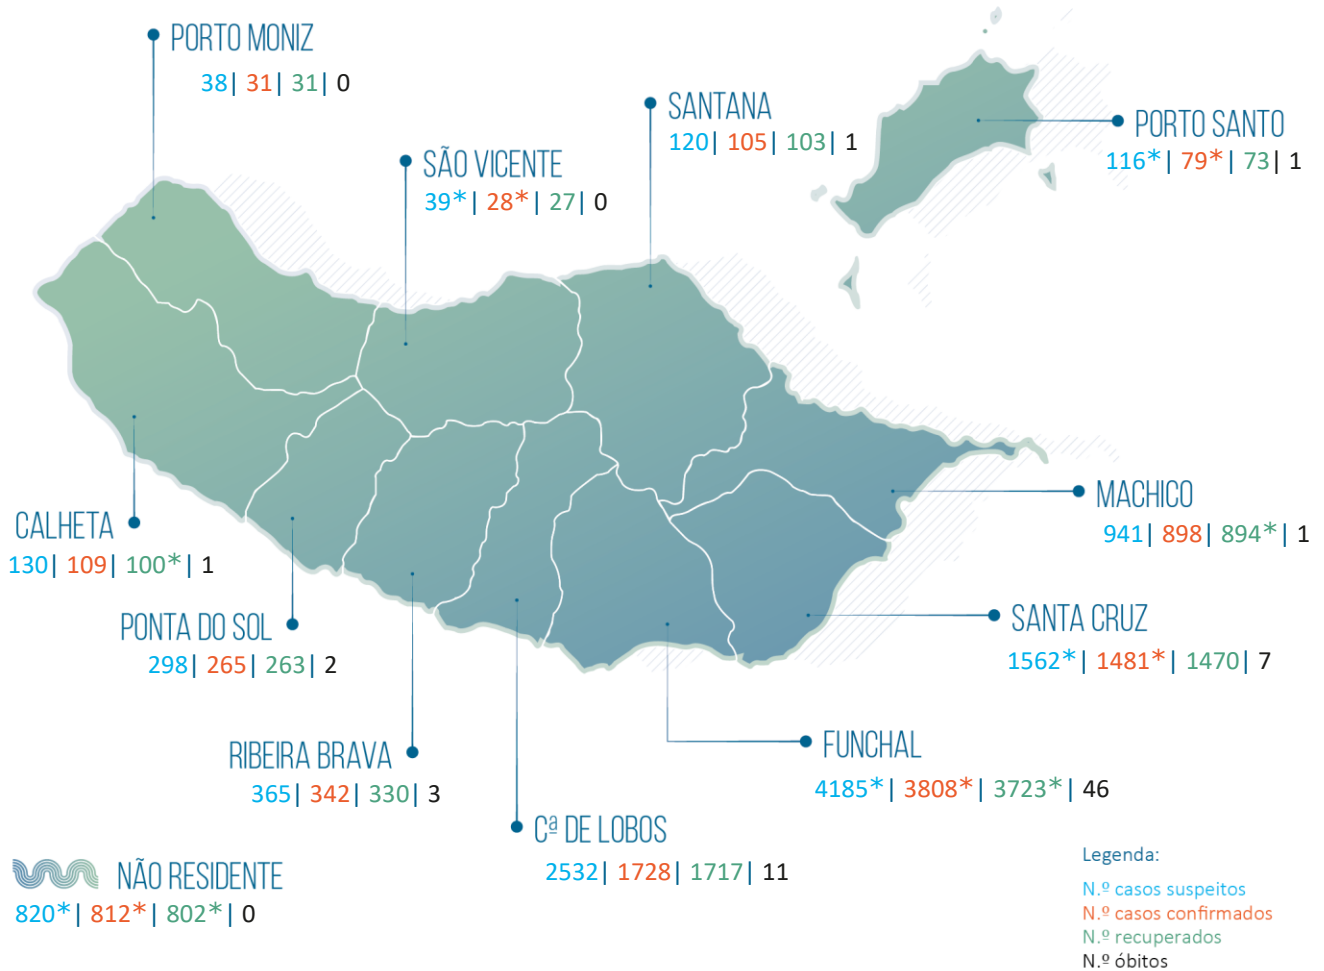 PORTO MONIZ
38| 31| 31| 0
SANTANA
120| 105| 103| 1
PORTO SANTO
116*| 79*| 73| 1
SÃO VICENTE
39*| 28*| 27| 0
MACHICO
941| 898| 894*| 1
CALHETA
130| 109| 100*| 1
SANTA CRUZ
1562*| 1481*| 1470| 7
PONTA DO SOL
298| 265| 263| 2
RIBEIRA BRAVA
365| 342| 330| 3
FUNCHAL
4185*| 3808*| 3723*| 46
Cª DE LOBOS
2532| 1728| 1717| 11
NÃO RESIDENTE
820*| 812*| 802*| 0
Legenda:
N.º casos suspeitos
N.º casos confirmados
N.º recuperados
N.º óbitos